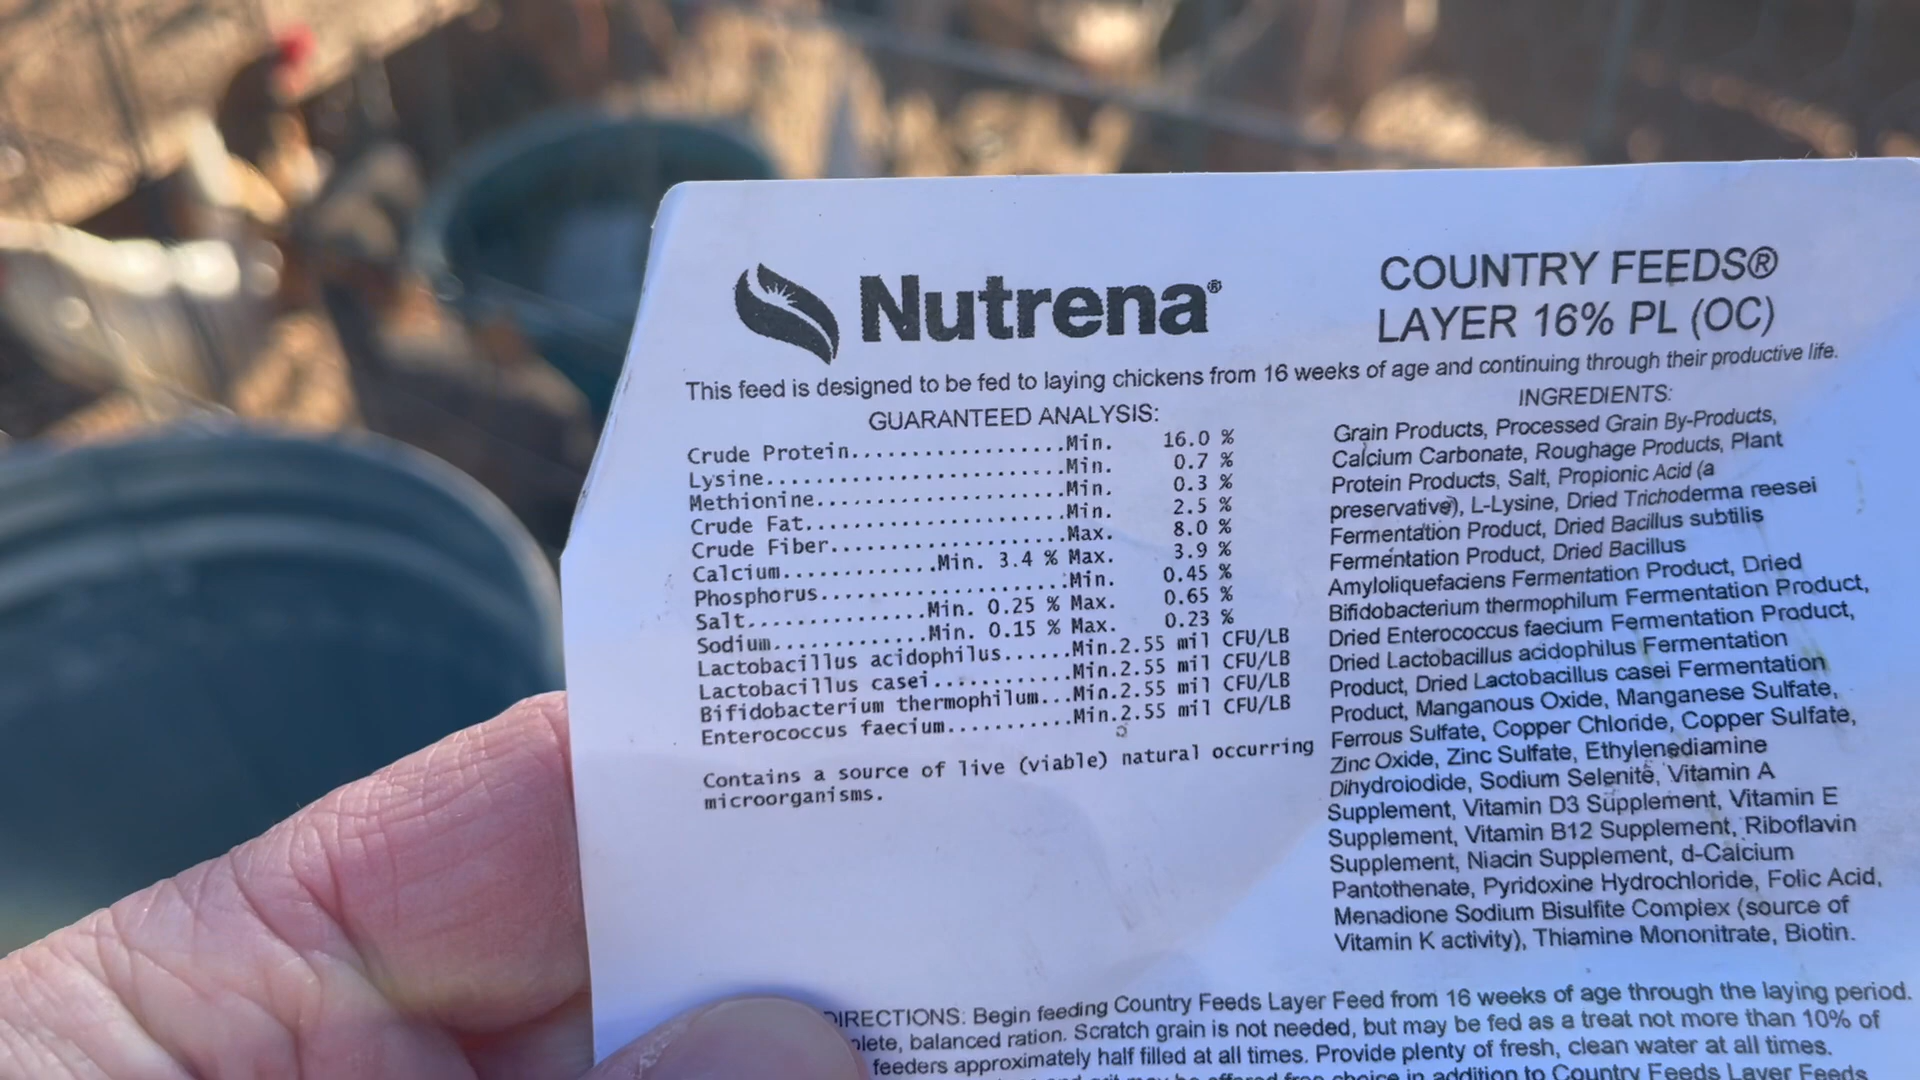 Nutrena®
COUNTRY FEEDS®
LAYER 16% PL (OC)
This feed is designed to be fed to laying chickens from 16 weeks of age and continuing through their productive life.
GUARANTEED ANALYSIS:
Crude Protein..................Min. 16.0 %
Lysine.........................Min. 0.7 %
Methionine.....................Min. 0.3 %
Crude Fat......................Min. 2.5 %
Crude Fiber....................Max. 8.0 %
Calcium.............Min. 3.4 % Max. 3.9 %
Phosphorus.....................Min. 0.45 %
Salt...............Min. 0.25 % Max. 0.65 %
Sodium.............Min. 0.15 % Max. 0.23 %
Lactobacillus acidophilus......Min.2.55 mil CFU/LB
Lactobacillus casei............Min.2.55 mil CFU/LB
Bifidobacterium thermophilum...Min.2.55 mil CFU/LB
Enterococcus faecium...........Min.2.55 mil CFU/LB
Contains a source of live (viable) natural occurring
microorganisms.
INGREDIENTS:
Grain Products, Processed Grain By-Products,
Calcium Carbonate, Roughage Products, Plant
Protein Products, Salt, Propionic Acid (a
preservative), L-Lysine, Dried Trichoderma reesei
Fermentation Product, Dried Bacillus subtilis
Fermentation Product, Dried Bacillus
Amyloliquefaciens Fermentation Product, Dried
Bifidobacterium thermophilum Fermentation Product,
Dried Enterococcus faecium Fermentation Product,
Dried Lactobacillus acidophilus Fermentation
Product, Dried Lactobacillus casei Fermentation
Product, Manganous Oxide, Manganese Sulfate,
Ferrous Sulfate, Copper Chloride, Copper Sulfate,
Zinc Oxide, Zinc Sulfate, Ethylenediamine
Dihydroiodide, Sodium Selenite, Vitamin A
Supplement, Vitamin D3 Supplement, Vitamin E
Supplement, Vitamin B12 Supplement, Riboflavin
Supplement, Niacin Supplement, d-Calcium
Pantothenate, Pyridoxine Hydrochloride, Folic Acid,
Menadione Sodium Bisulfite Complex (source of
Vitamin K activity), Thiamine Mononitrate, Biotin.
DIRECTIONS: Begin feeding Country Feeds Layer Feed from 16 weeks of age through the laying period.
balanced ration. Scratch grain is not needed, but may be fed as a treat not more than 10% of
feeders approximately half filled at all times. Provide plenty of fresh, clean water at all times.
choice in addition to Country Feeds Layer Feeds